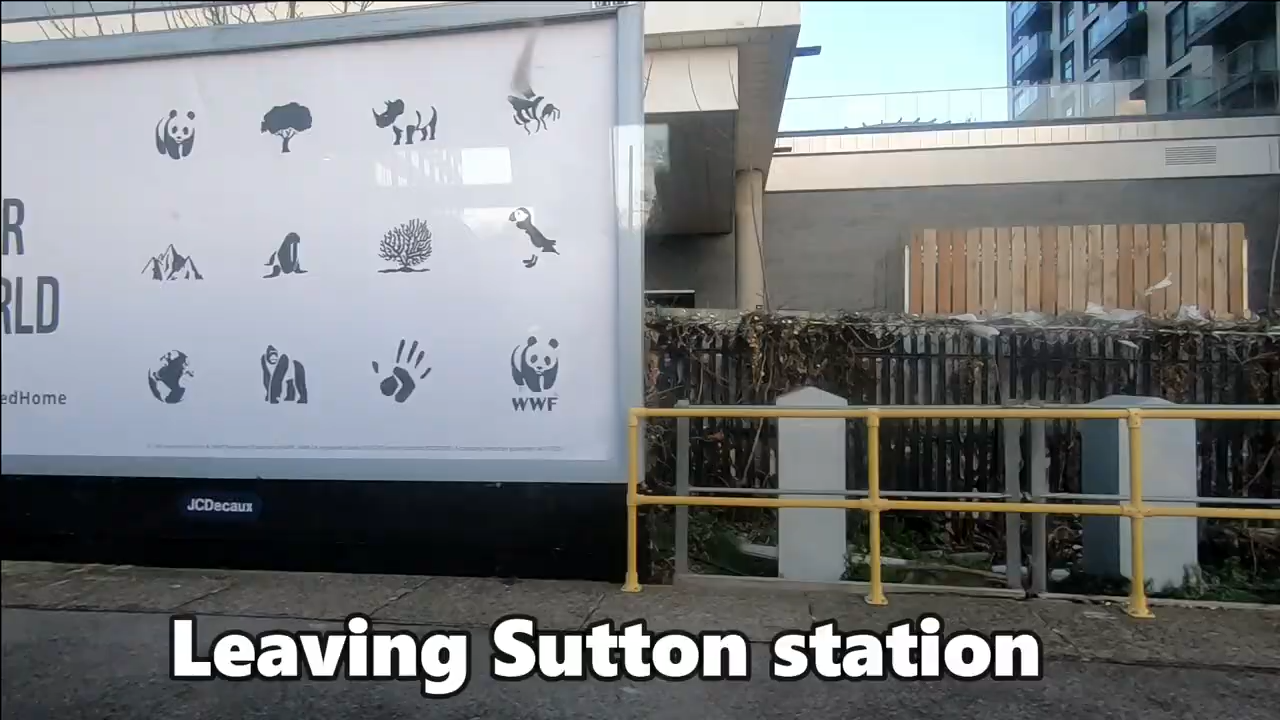 R
RLD
edHome
WWF
JCDecaux
Leaving Sutton station